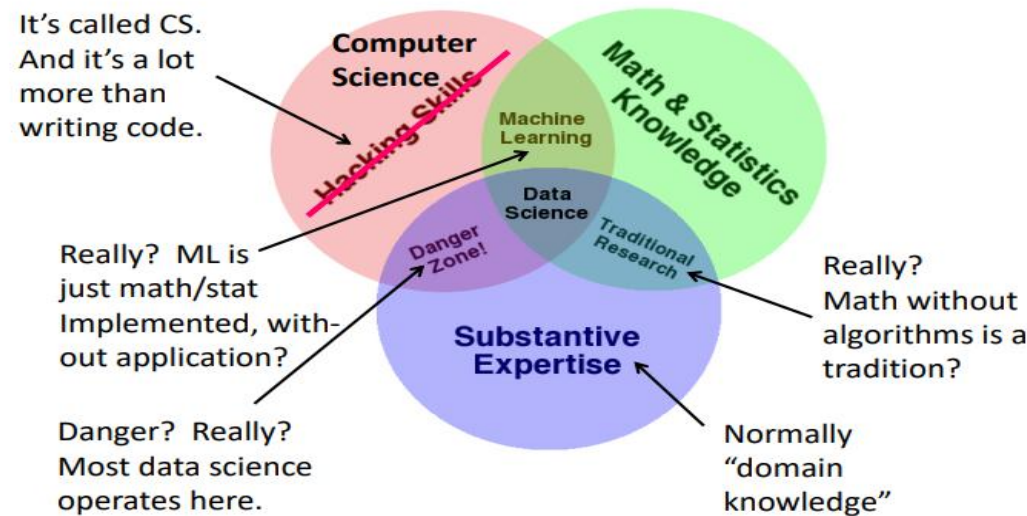 It's called CS.
And it's a lot
more than
writing code.
Computer
Science
Hacking Skills
Math & Statistics
Knowledge
Machine
Learning
Data
Science
Danger
Zone!
Traditional
Research
Substantive
Expertise
Really? ML is
just math/stat
Implemented, with-
out application?
Really?
Math without
algorithms is a
tradition?
Danger? Really?
Most data science
operates here.
Normally
“domain
knowledge”